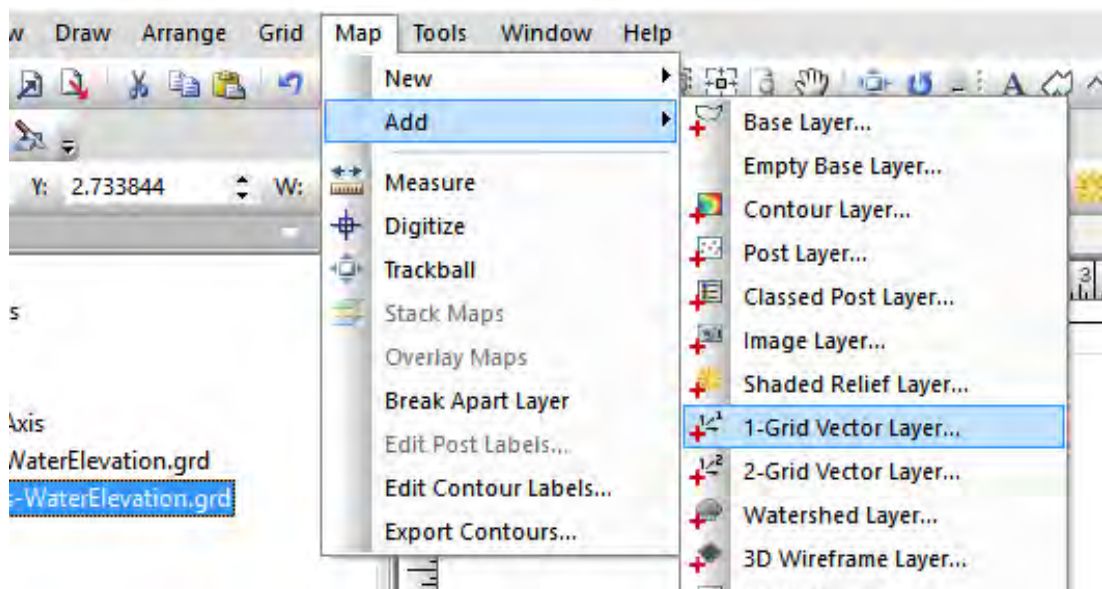 w Draw Arrange Grid Map Tools Window Help
New
Add
Y: 2.733844 W:
Measure
Digitize
Trackball
Stack Maps
Overlay Maps
Break Apart Layer
Edit Post Labels...
Edit Contour Labels...
Export Contours...
Base Layer...
Empty Base Layer...
Contour Layer...
Post Layer...
Classed Post Layer...
Image Layer...
Shaded Relief Layer...
1-Grid Vector Layer...
2-Grid Vector Layer...
Watershed Layer...
3D Wireframe Layer...
A
3
s
Axis
WaterElevation.grd
s-WaterElevation.grd